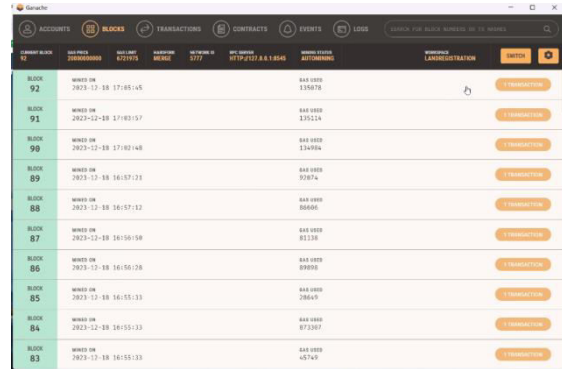 Ganache
ACCOUNTS BLOCKS TRANSACTIONS CONTRACTS EVENTS LOGS SEARCH FOR BLOCK NUMBERS OR TX HASHES
CURRENT BLOCK GAS PRICE GAS LIMIT HARDFORK NETWORK ID RPC SERVER MINING STATUS WORKSPACE
92 20000000000 6721975 MERGE 5777 HTTP://127.0.0.1:8545 AUTOMINING LANSREGISTRATION SWITCH
BLOCK MINED ON GAS USED
92 2023-12-18 17:05:45 135078 1 TRANSACTION
BLOCK MINED ON GAS USED
91 2023-12-18 17:03:57 135114 1 TRANSACTION
BLOCK MINED ON GAS USED
90 2023-12-18 17:02:48 134984 1 TRANSACTION
BLOCK MINED ON GAS USED
89 2023-12-18 16:57:21 92874 1 TRANSACTION
BLOCK MINED ON GAS USED
88 2023-12-18 16:57:12 86606 1 TRANSACTION
BLOCK MINED ON GAS USED
87 2023-12-18 16:56:50 81138 1 TRANSACTION
BLOCK MINED ON GAS USED
86 2023-12-18 16:56:26 89898 1 TRANSACTION
BLOCK MINED ON GAS USED
85 2023-12-18 16:55:33 28649 1 TRANSACTION
BLOCK MINED ON GAS USED
84 2023-12-18 16:55:33 873307 1 TRANSACTION
BLOCK MINED ON GAS USED
83 2023-12-18 16:55:33 45749 1 TRANSACTION